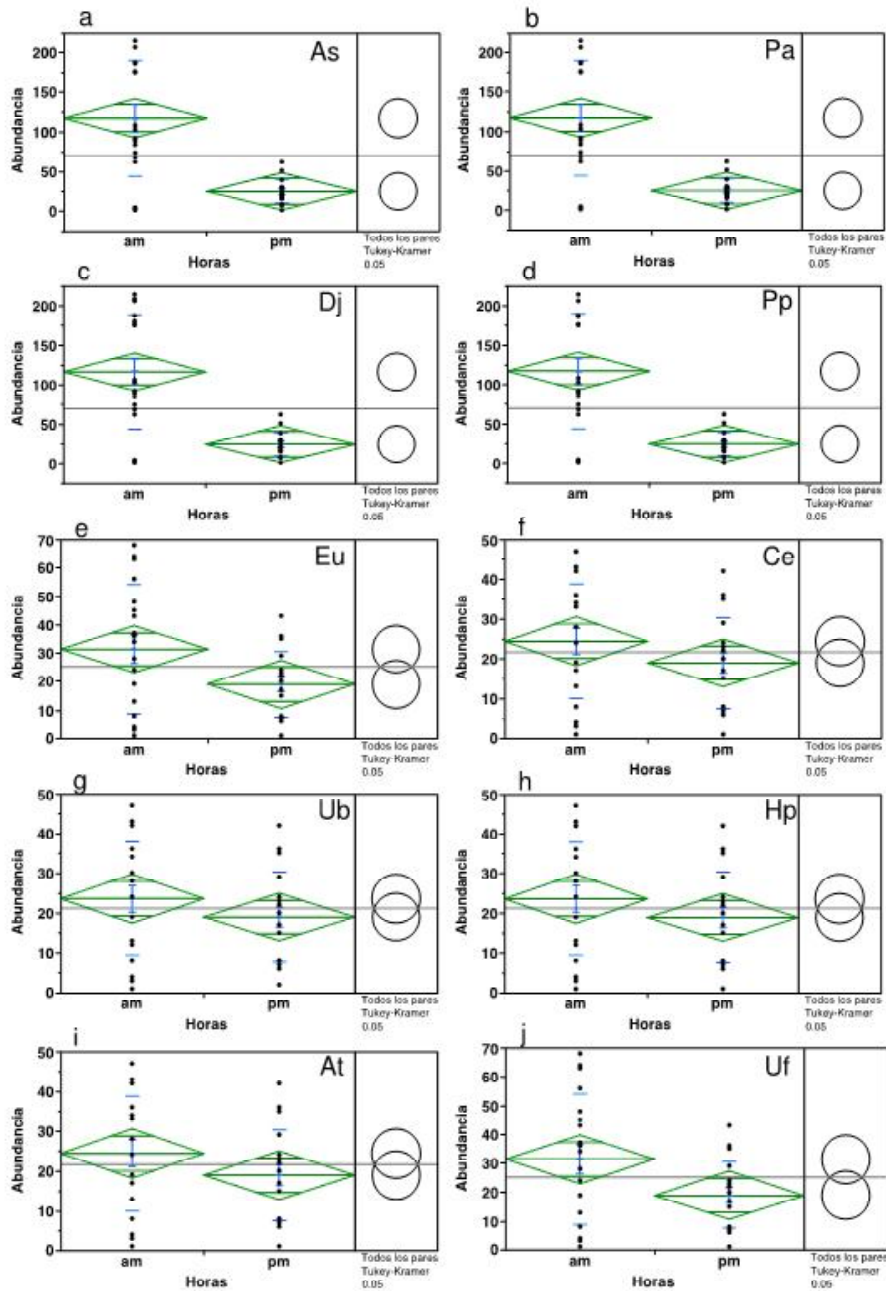 a
As
Abundancia
200
150
100
50
0
am
pm
Horas
Todos los pares
Tukey-Kramer
0.05
b
Pa
Abundancia
200
150
100
50
0
am
pm
Horas
Todos los pares
Tukey-Kramer
0.05
c
Dj
Abundancia
200
150
100
50
0
am
pm
Horas
Todos los pares
Tukey-Kramer
0.05
d
Pp
Abundancia
200
150
100
50
0
am
pm
Horas
Todos los pares
Tukey-Kramer
0.05
e
Eu
Abundancia
70
60
50
40
30
20
10
0
am
pm
Horas
Todos los pares
Tukey-Kramer
0.05
f
Ce
Abundancia
50
40
30
20
10
0
am
pm
Horas
Todos los pares
Tukey-Kramer
0.05
g
Ub
Abundancia
50
40
30
20
10
0
am
pm
Horas
Todos los pares
Tukey-Kramer
0.05
h
Hp
Abundancia
50
40
30
20
10
0
am
pm
Horas
Todos los pares
Tukey-Kramer
0.05
i
At
Abundancia
50
40
30
20
10
0
am
pm
Horas
Todos los pares
Tukey-Kramer
0.05
j
Uf
Abundancia
70
60
50
40
30
20
10
0
am
pm
Horas
Todos los pares
Tukey-Kramer
0.05